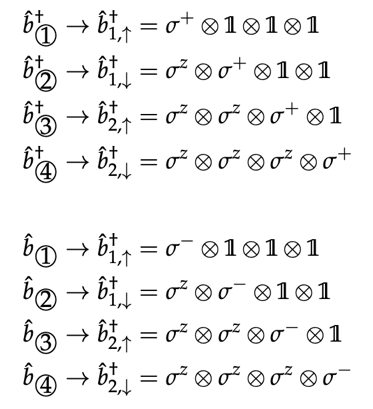 b̂†① → b̂†1,↑ = σ⁺ ⊗ 𝟙 ⊗ 𝟙 ⊗ 𝟙
b̂†② → b̂†1,↓ = σᶻ ⊗ σ⁺ ⊗ 𝟙 ⊗ 𝟙
b̂†③ → b̂†2,↑ = σᶻ ⊗ σᶻ ⊗ σ⁺ ⊗ 𝟙
b̂†④ → b̂†2,↓ = σᶻ ⊗ σᶻ ⊗ σᶻ ⊗ σ⁺
b̂① → b̂†1,↑ = σ⁻ ⊗ 𝟙 ⊗ 𝟙 ⊗ 𝟙
b̂② → b̂†1,↓ = σᶻ ⊗ σ⁻ ⊗ 𝟙 ⊗ 𝟙
b̂③ → b̂†2,↑ = σᶻ ⊗ σᶻ ⊗ σ⁻ ⊗ 𝟙
b̂④ → b̂†2,↓ = σᶻ ⊗ σᶻ ⊗ σᶻ ⊗ σ⁻